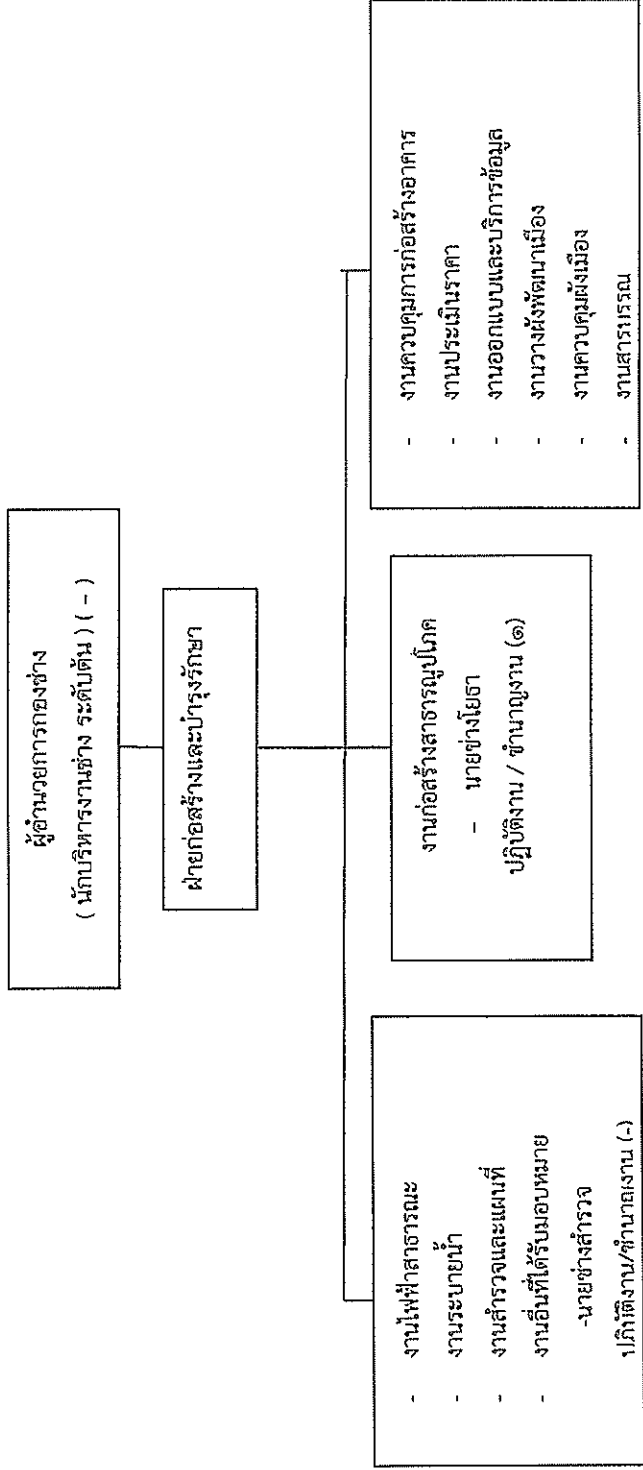 ผู้อำนวยการกองช่าง
( นักบริหารงานช่าง ระดับต้น ) ( - )
ฝ่ายก่อสร้างและบำรุงรักษา
- งานไฟฟ้าสาธารณะ
- งานระบายน้ำ
- งานสำรวจและแผนที่
- งานอื่นที่ได้รับมอบหมาย
-นายช่างสำรวจ
ปฏิบัติงาน/ชำนาญงาน (-)
งานก่อสร้างสาธารณูปโภค
- นายช่างโยธา
ปฏิบัติงาน / ชำนาญงาน (๑)
- งานควบคุมการก่อสร้างอาคาร
- งานประเมินราคา
- งานออกแบบและบริการข้อมูล
- งานวางผังพัฒนาเมือง
- งานควบคุมผังเมือง
- งานสารบรรณ